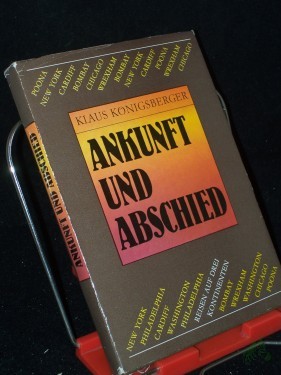 POONA
NEW YORK
CARDIFF
BOMBAY
CHICAGO
WREXHAM
BOMBAY
NEW YORK
CARDIFF
POONA
WREXHAM
CHICAGO
KLAUS KÖNIGSBERGER
ANKUNFT
UND
ABSCHIED
ANKUNFT UND ABSCHIED
NEW YORK
PHILADELPHIA
CARDIFF
WASHINGTON
PHILADELPHIA
REISEN AUF DREI
KONTINENTEN
BOMBAY
WREXHAM
WASHINGTON
CHICAGO
POONA